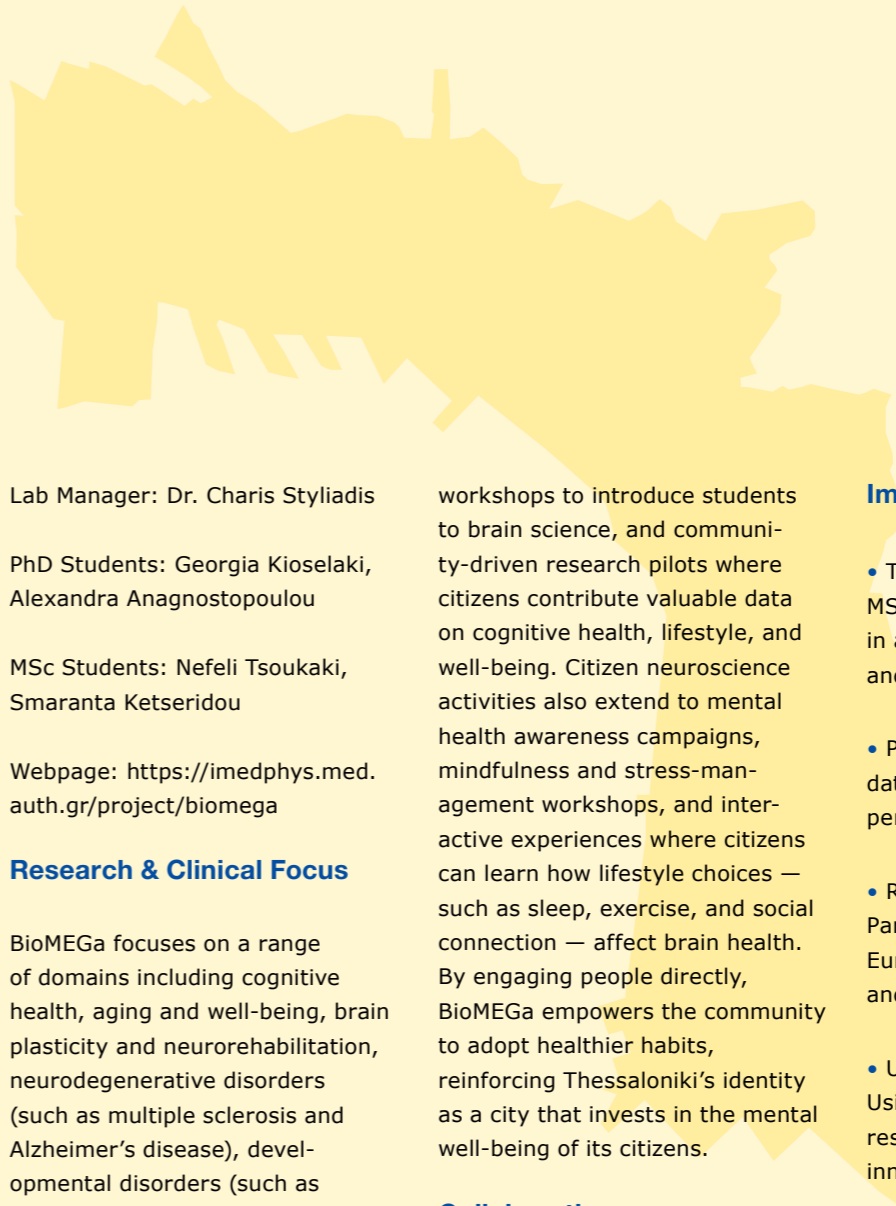 Lab Manager: Dr. Charis Styliadis
PhD Students: Georgia Kioselaki,
Alexandra Anagnostopoulou
MSc Students: Nefeli Tsoukaki,
Smaranta Ketseridou
Webpage: https://imedphys.med.
auth.gr/project/biomega
Research & Clinical Focus
BioMEGa focuses on a range
of domains including cognitive
health, aging and well-being, brain
plasticity and neurorehabilitation,
neurodegenerative disorders
(such as multiple sclerosis and
Alzheimer’s disease), devel-
opmental disorders (such as
workshops to introduce students
to brain science, and communi-
ty-driven research pilots where
citizens contribute valuable data
on cognitive health, lifestyle, and
well-being. Citizen neuroscience
activities also extend to mental
health awareness campaigns,
mindfulness and stress-man-
agement workshops, and inter-
active experiences where citizens
can learn how lifestyle choices —
such as sleep, exercise, and social
connection — affect brain health.
By engaging people directly,
BioMEGa empowers the community
to adopt healthier habits,
reinforcing Thessaloniki’s identity
as a city that invests in the mental
well-being of its citizens.